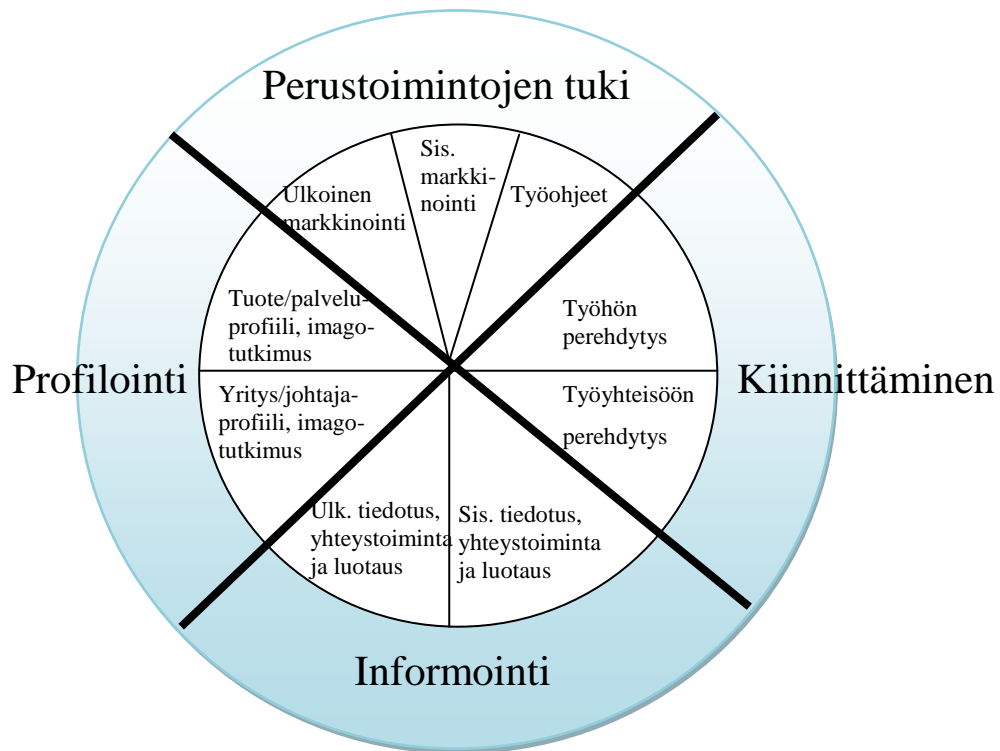 Perustoimintojen tuki
Ulkoinen
markkinointi
Sis.
markki-
nointi
Työohjeet
Tuote/palvelu-
profiili, imago-
tutkimus
Työhön
perehdytys
Profilointi
Kiinnittäminen
Yritys/johtaja-
profiili, imago-
tutkimus
Työyhteisöön
perehdytys
Ulk. tiedotus,
yhteystoiminta
ja luotaus
Sis. tiedotus,
yhteystoiminta
ja luotaus
Informointi